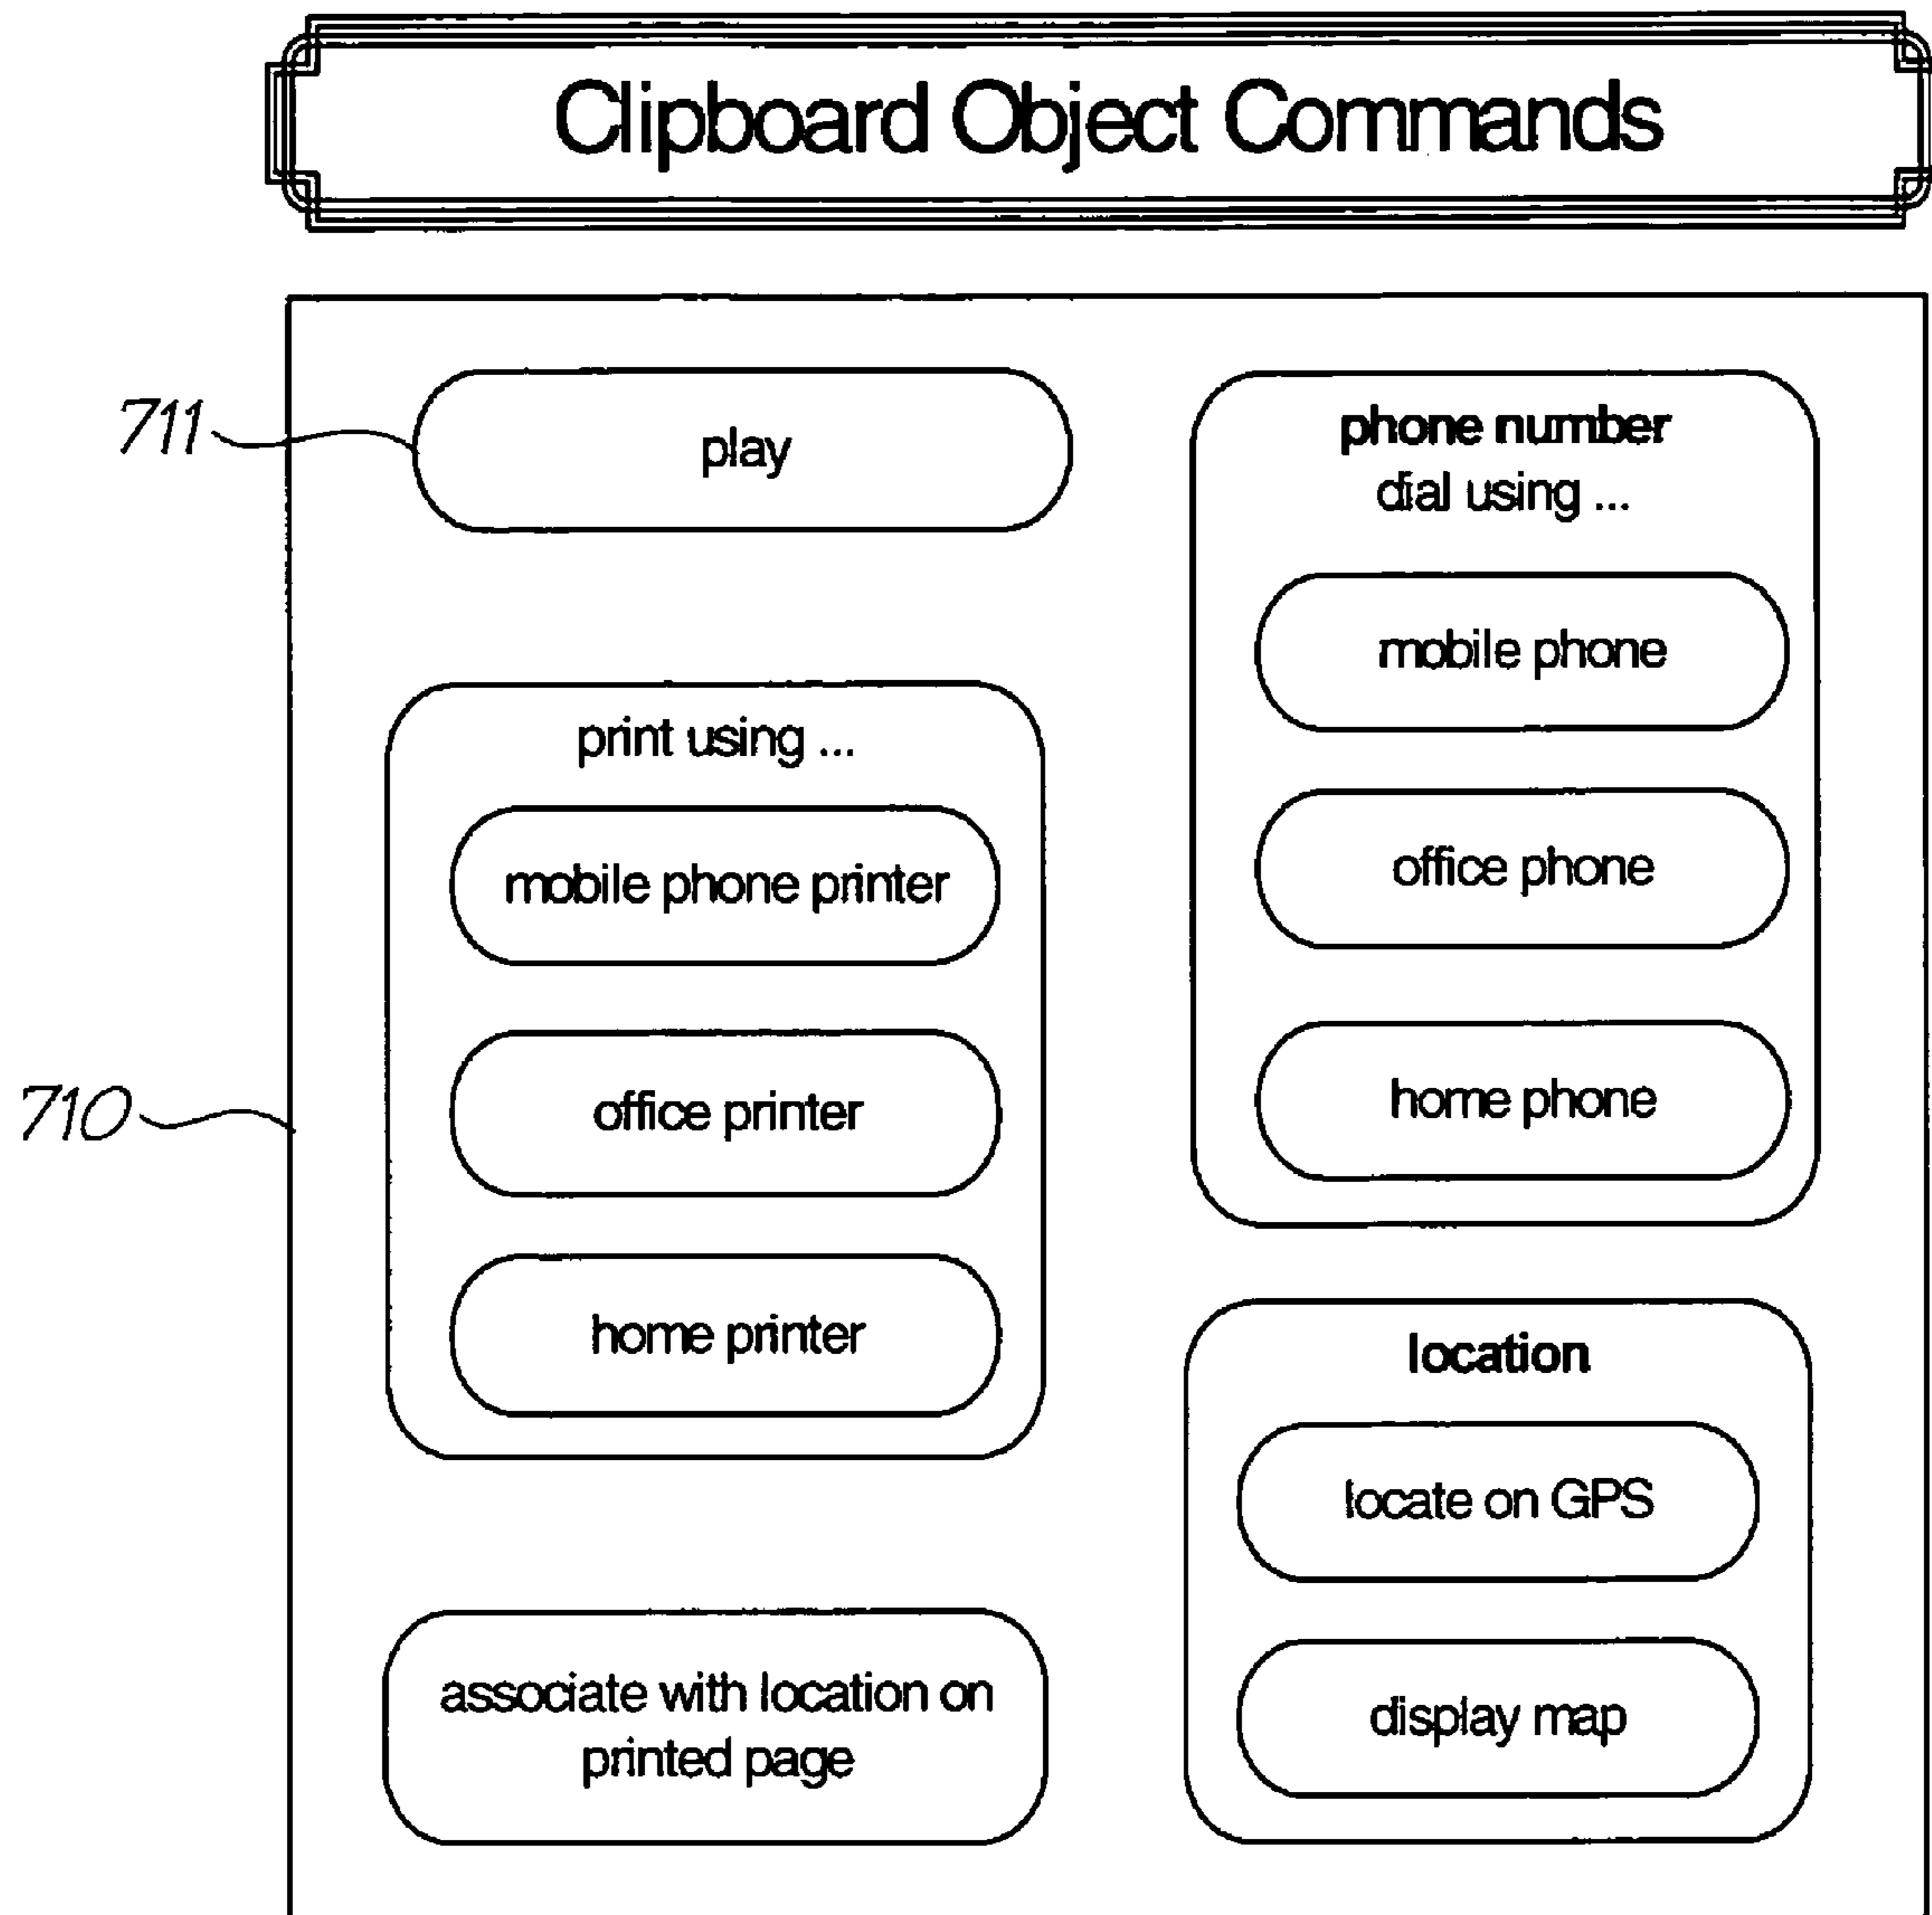 Clipboard Object Commands
711
play
print using ...
mobile phone printer
office printer
home printer
710
associate with location on
printed page
phone number
dial using ...
mobile phone
office phone
home phone
location
locate on GPS
display map